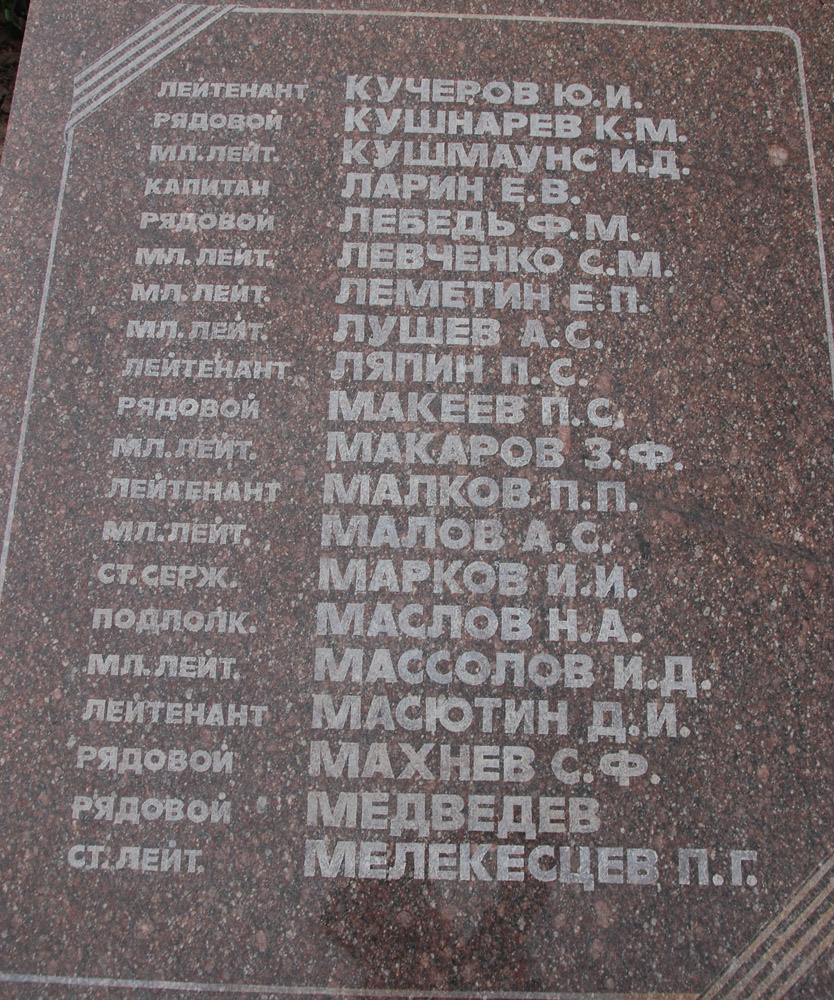 ЛЕЙТЕНАНТ КУЧЕРОВ Ю.И.
РЯДОВОЙ КУШНАРЕВ К.М.
МЛ.ЛЕЙТ. КУШМАУНС И.Д.
КАПИТАН ЛАРИН Е.В.
РЯДОВОЙ ЛЕБЕДЬ Ф.М.
МЛ.ЛЕЙТ. ЛЕВЧЕНКО С.М.
МЛ.ЛЕЙТ. ЛЕМЕТИН Е.П.
МЛ.ЛЕЙТ. ЛУШЕВ А.С.
ЛЕЙТЕНАНТ ЛЯПИН П.С.
РЯДОВОЙ МАКЕЕВ П.С.
МЛ.ЛЕЙТ. МАКАРОВ З.Ф.
ЛЕЙТЕНАНТ МАЛКОВ П.П.
МЛ.ЛЕЙТ. МАЛОВ А.С.
СТ.СЕРЖ. МАРКОВ И.И.
ПОДПОЛК. МАСЛОВ Н.А.
МЛ.ЛЕЙТ. МАССОЛОВ И.Д.
ЛЕЙТЕНАНТ МАСЮТИН Д.И.
РЯДОВОЙ МАХНЕВ С.Ф.
РЯДОВОЙ МЕДВЕДЕВ
СТ.ЛЕЙТ. МЕЛЕКЕСЦЕВ П.Г.